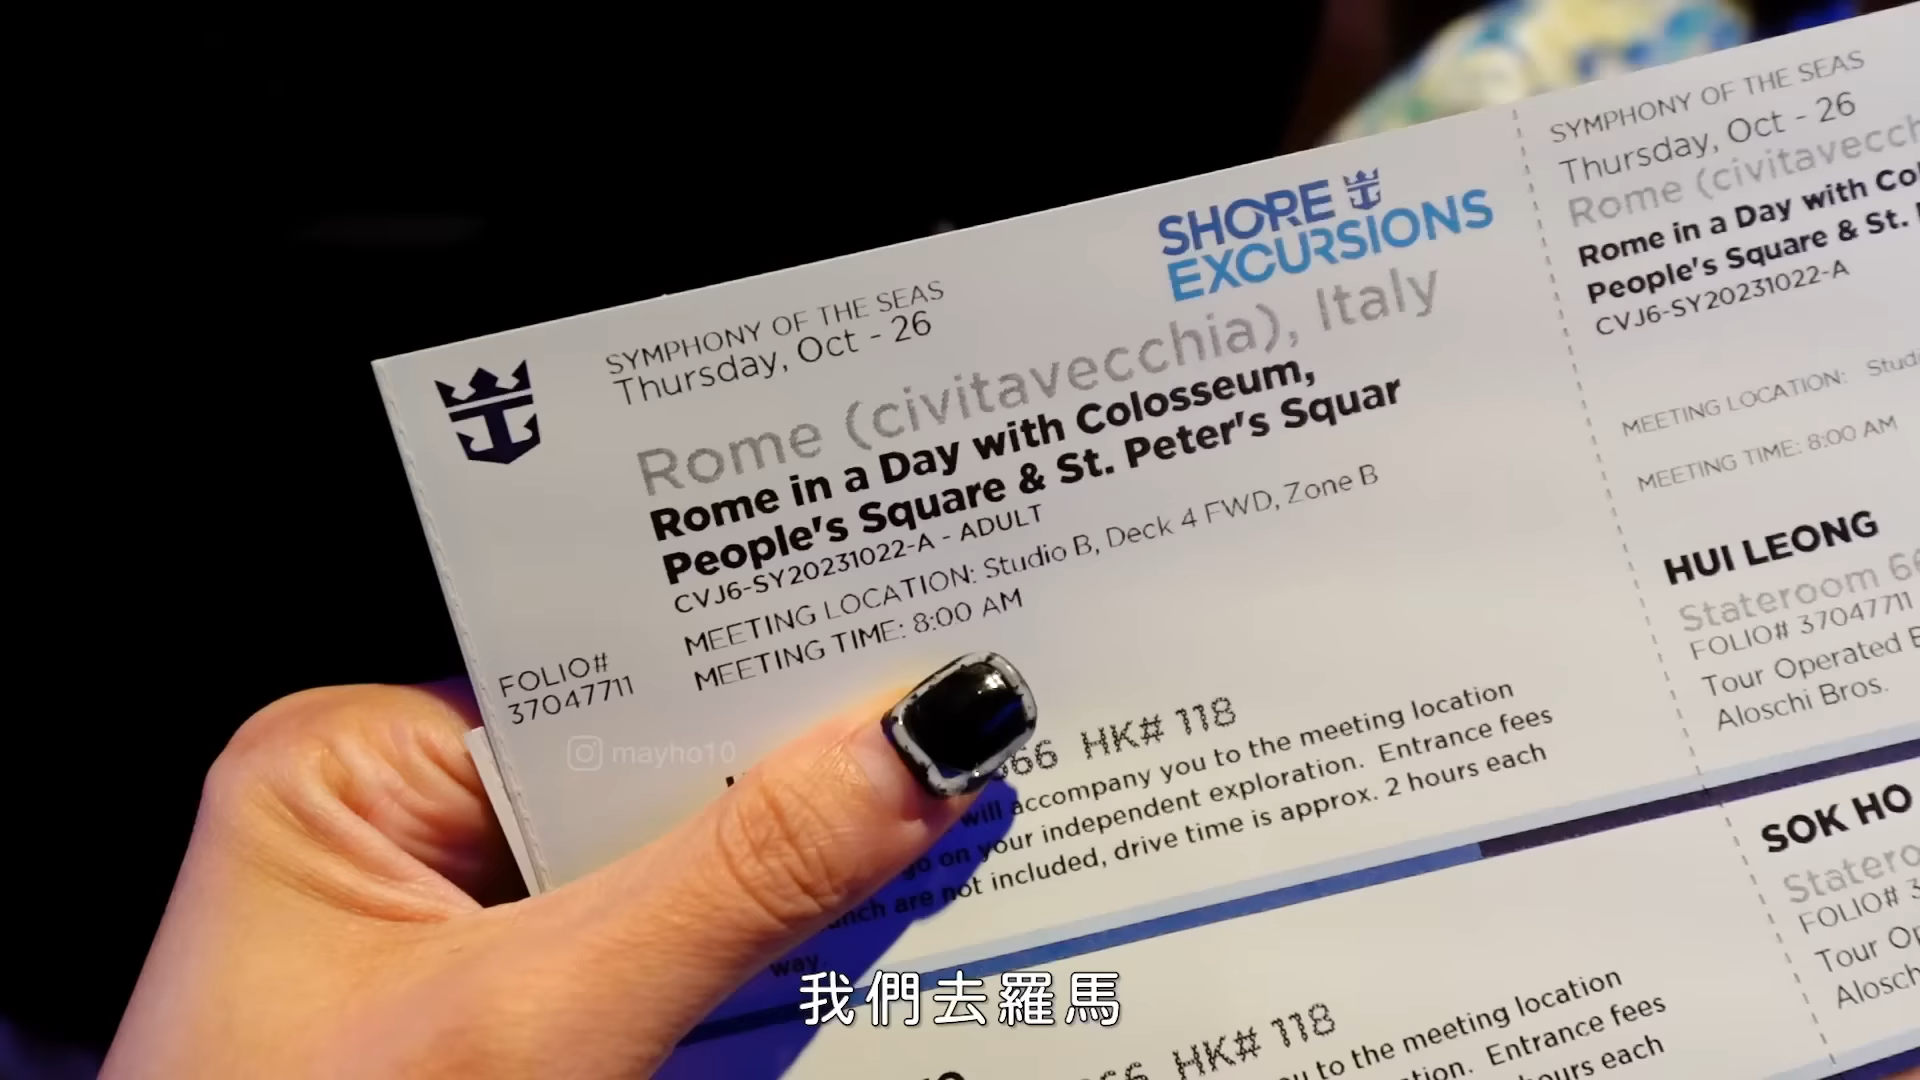 SHORE
EXCURSIONS
SYMPHONY OF THE SEAS
Thursday, Oct - 26
Rome (civitavecchia), Italy
Rome in a Day with Colosseum,
People's Square & St. Peter's Squar
CVJ6-SY20231022-A - ADULT
MEETING LOCATION: Studio B, Deck 4 FWD, Zone B
MEETING TIME: 8:00 AM
FOLIO#
37047711
mayho10
HK# 118
will accompany you to the meeting location
go on your independent exploration. Entrance fees
are not included, drive time is approx. 2 hours each
way.
SYMPHONY OF THE SEAS
Thursday, Oct - 26
Rome
Rome in a Day with
People's Square & St.
CVJ6-SY20231022-A
MEETING LOCATION:
MEETING TIME: 8:00 AM
HUI LEONG
Stateroom
FOLIO# 37047711
Tour Operated
Aloschi Bros.
SOK HO
FOLIO#
Tour
HK# 118
to the meeting location
Entrance fees
hours each
我們去羅馬